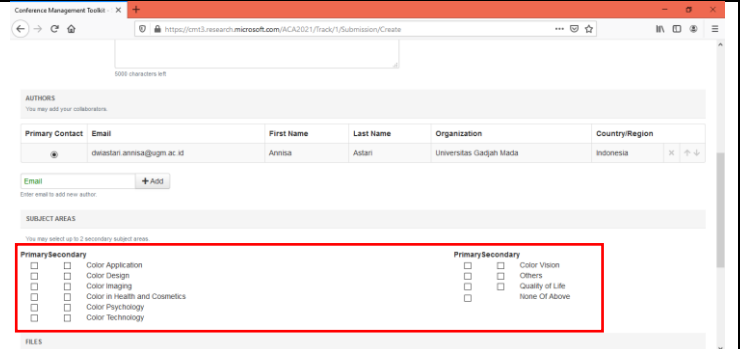 Conference Management Toolkit -
https://cmt3.research.microsoft.com/ACA2021/Track/1/Submission/Create
5000 characters left
AUTHORS
You may add your collaborators.
Primary Contact Email First Name Last Name Organization Country/Region
dwiastari.annisa@ugm.ac.id Annisa Astari Universitas Gadjah Mada Indonesia
Email + Add
Enter email to add new author.
SUBJECT AREAS
You may select up to 2 secondary subject areas.
PrimarySecondary PrimarySecondary
Color Application Color Vision
Color Design Others
Color Imaging Quality of Life
Color in Health and Cosmetics None Of Above
Color Psychology
Color Technology
FILES